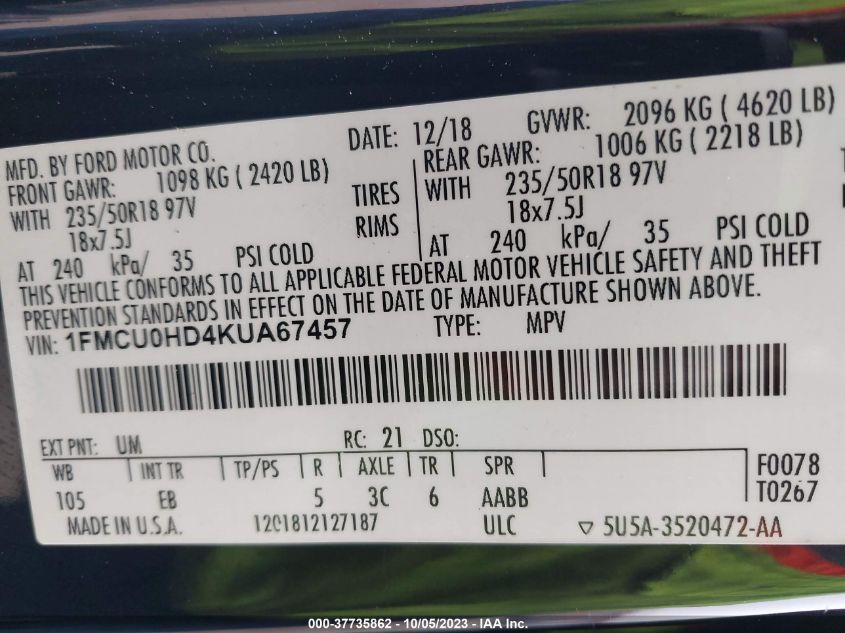 MFD. BY FORD MOTOR CO. DATE: 12/18 GVWR: 2096 KG ( 4620 LB)
FRONT GAWR: 1098 KG ( 2420 LB) REAR GAWR: 1006 KG ( 2218 LB)
WITH 235/50R18 97V TIRES WITH 235/50R18 97V
18x7.5J RIMS 18x7.5J
AT 240 kPa/ 35 PSI COLD AT 240 kPa/ 35 PSI COLD
THIS VEHICLE CONFORMS TO ALL APPLICABLE FEDERAL MOTOR VEHICLE SAFETY AND THEFT
PREVENTION STANDARDS IN EFFECT ON THE DATE OF MANUFACTURE SHOWN ABOVE.
VIN: 1FMCU0HD4KUA67457 TYPE: MPV
EXT PNT: UM RC: 21 DSO:
WB INT TR TP/PS R AXLE TR SPR F0078
105 EB 5 3C 6 AABB T0267
MADE IN U.S.A. ULC ▽ 5U5A-3520472-AA
000-37735862 - 10/05/2023 - IAA Inc.